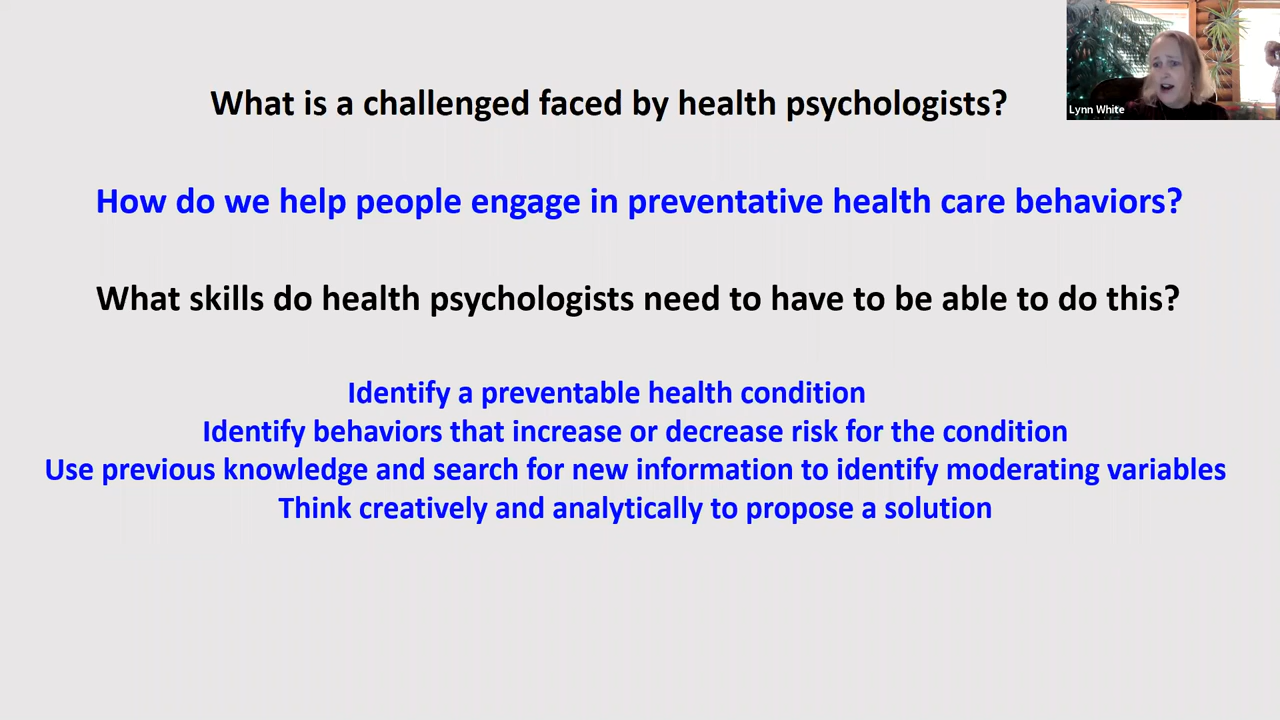 What is a challenged faced by health psychologists?
Lynn White
How do we help people engage in preventative health care behaviors?
What skills do health psychologists need to have to be able to do this?
Identify a preventable health condition
Identify behaviors that increase or decrease risk for the condition
Use previous knowledge and search for new information to identify moderating variables
Think creatively and analytically to propose a solution